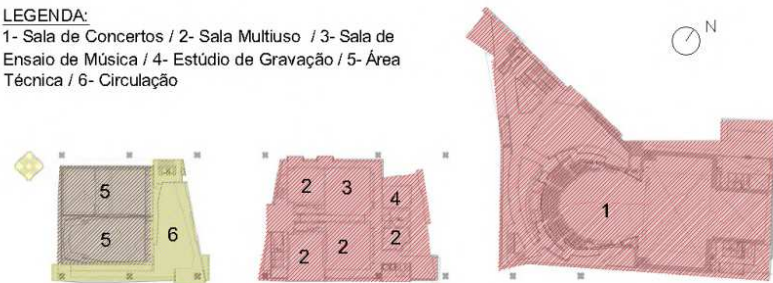 LEGENDA:
1- Sala de Concertos / 2- Sala Multiuso / 3- Sala de
Ensaio de Música / 4- Estúdio de Gravação / 5- Área
Técnica / 6- Circulação
N
5
5
6
2
3
4
2
2
2
1